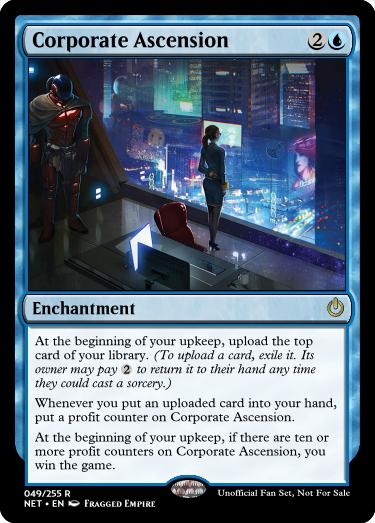 Corporate Ascension 2
Enchantment
At the beginning of your upkeep, upload the top
card of your library. (To upload a card, exile it. Its
owner may pay 2 to return it to their hand any time
they could cast a sorcery.)
Whenever you put an uploaded card into your hand,
put a profit counter on Corporate Ascension.
At the beginning of your upkeep, if there are ten or
more profit counters on Corporate Ascension, you
win the game.
049/255 R
NET • EN Fragged Empire
Unofficial Fan Set, Not For Sale